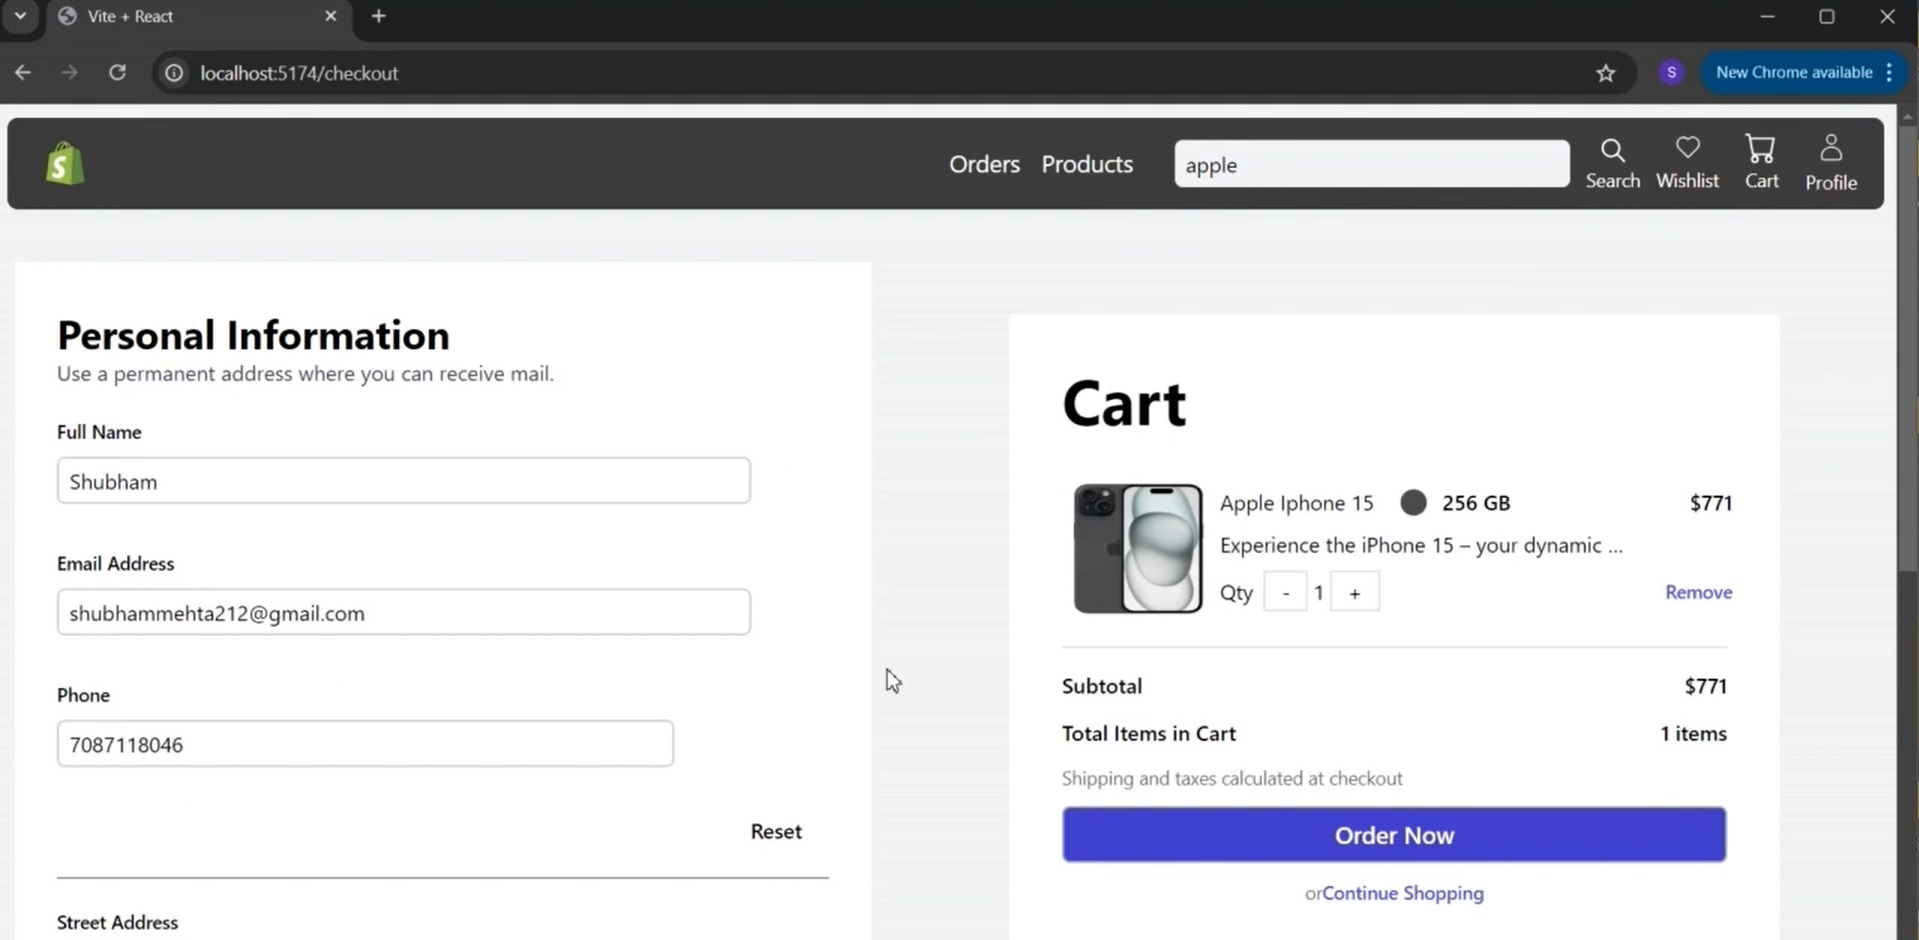 Vite + React
localhost:5174/checkout
S
New Chrome available
S
Orders
Products
apple
Search
Wishlist
Cart
Profile
Personal Information
Use a permanent address where you can receive mail.
Full Name
Shubham
Email Address
shubhammehta212@gmail.com
Phone
7087118046
Reset
Street Address
Cart
Apple Iphone 15
256 GB
$771
Experience the iPhone 15 – your dynamic ...
Qty - 1 +
Remove
Subtotal
$771
Total Items in Cart
1 items
Shipping and taxes calculated at checkout
Order Now
orContinue Shopping